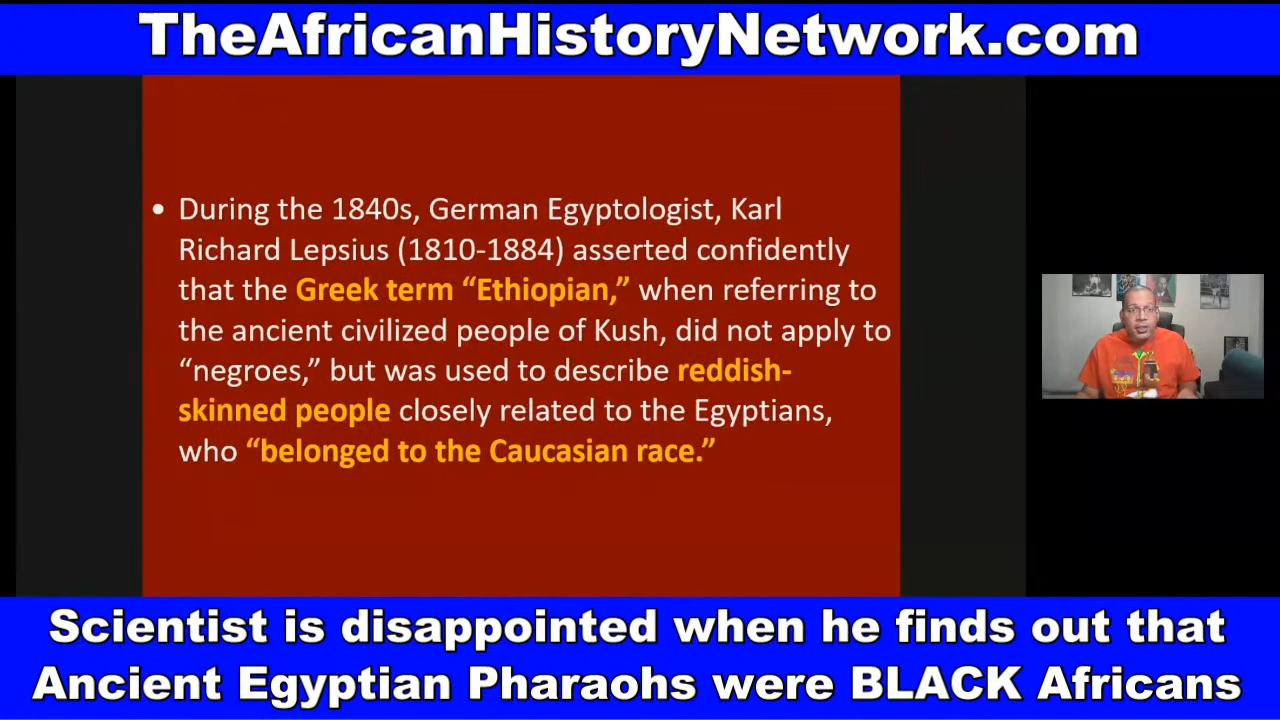 TheAfricanHistoryNetwork.com
• During the 1840s, German Egyptologist, Karl
Richard Lepsius (1810-1884) asserted confidently
that the Greek term “Ethiopian,” when referring to
the ancient civilized people of Kush, did not apply to
“negroes,” but was used to describe reddish-
skinned people closely related to the Egyptians,
who “belonged to the Caucasian race.”
Scientist is disappointed when he finds out that
Ancient Egyptian Pharaohs were BLACK Africans